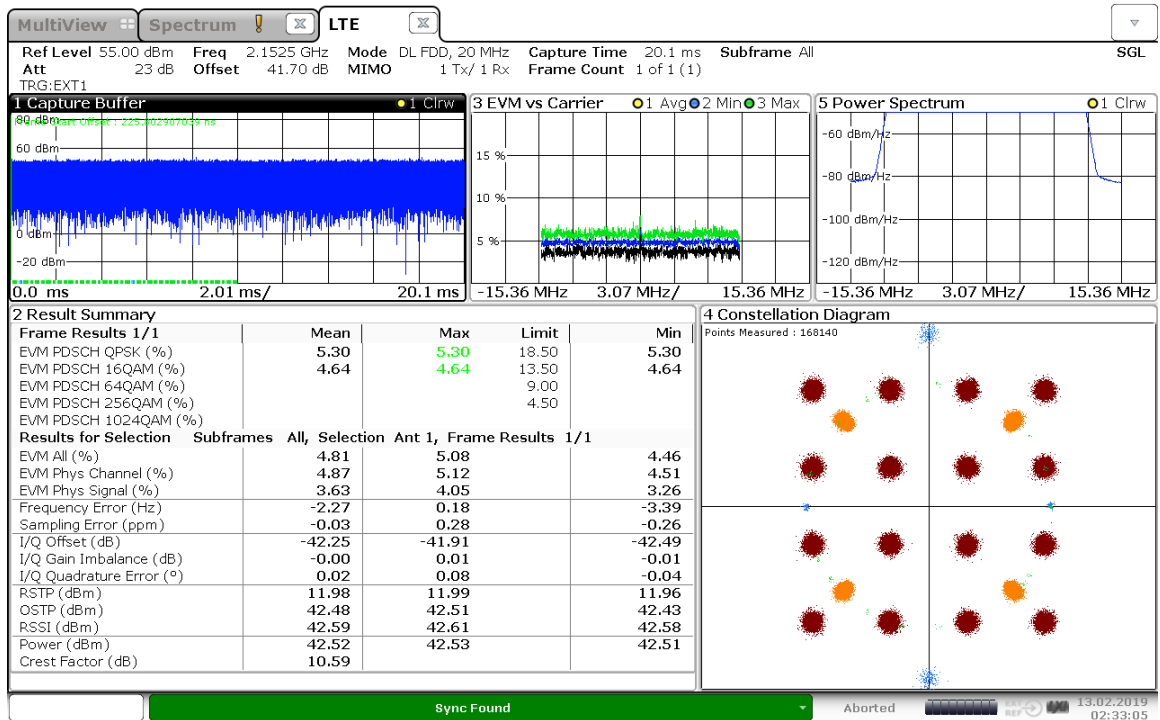 MultiView Spectrum ! X LTE X
Ref Level 55.00 dBm Freq 2.1525 GHz Mode DL FDD, 20 MHz Capture Time 20.1 ms Subframe All SGL
Att 23 dB Offset 41.70 dB MIMO 1 Tx/ 1 Rx Frame Count 1 of 1 (1)
TRG:EXT1
1 Capture Buffer 1 Clrw
80 dBm
Frame Start Offset : 225.802907039 ns
60 dBm
0 dBm
-20 dBm
0.0 ms 2.01 ms/ 20.1 ms
3 EVM vs Carrier 1 Avg 2 Min 3 Max
15 %
10 %
5 %
-15.36 MHz 3.07 MHz/ 15.36 MHz
5 Power Spectrum 1 Clrw
-60 dBm/Hz
-80 dBm/Hz
-100 dBm/Hz
-120 dBm/Hz
-15.36 MHz 3.07 MHz/ 15.36 MHz
2 Result Summary
Frame Results 1/1 Mean Max Limit Min
EVM PDSCH QPSK (%) 5.30 5.30 18.50 5.30
EVM PDSCH 16QAM (%) 4.64 4.64 13.50 4.64
EVM PDSCH 64QAM (%) 9.00
EVM PDSCH 256QAM (%) 4.50
EVM PDSCH 1024QAM (%)
Results for Selection Subframes All, Selection Ant 1, Frame Results 1/1
EVM All (%) 4.81 5.08 4.46
EVM Phys Channel (%) 4.87 5.12 4.51
EVM Phys Signal (%) 3.63 4.05 3.26
Frequency Error (Hz) -2.27 0.18 -3.39
Sampling Error (ppm) -0.03 0.28 -0.26
I/Q Offset (dB) -42.25 -41.91 -42.49
I/Q Gain Imbalance (dB) -0.00 0.01 -0.01
I/Q Quadrature Error (°) 0.02 0.08 -0.04
RSTP (dBm) 11.98 11.99 11.96
OSTP (dBm) 42.48 42.51 42.43
RSSI (dBm) 42.59 42.61 42.58
Power (dBm) 42.52 42.53 42.51
Crest Factor (dB) 10.59
4 Constellation Diagram
Points Measured : 168140
Sync Found
Aborted
EXT
REF
13.02.2019
02:33:05